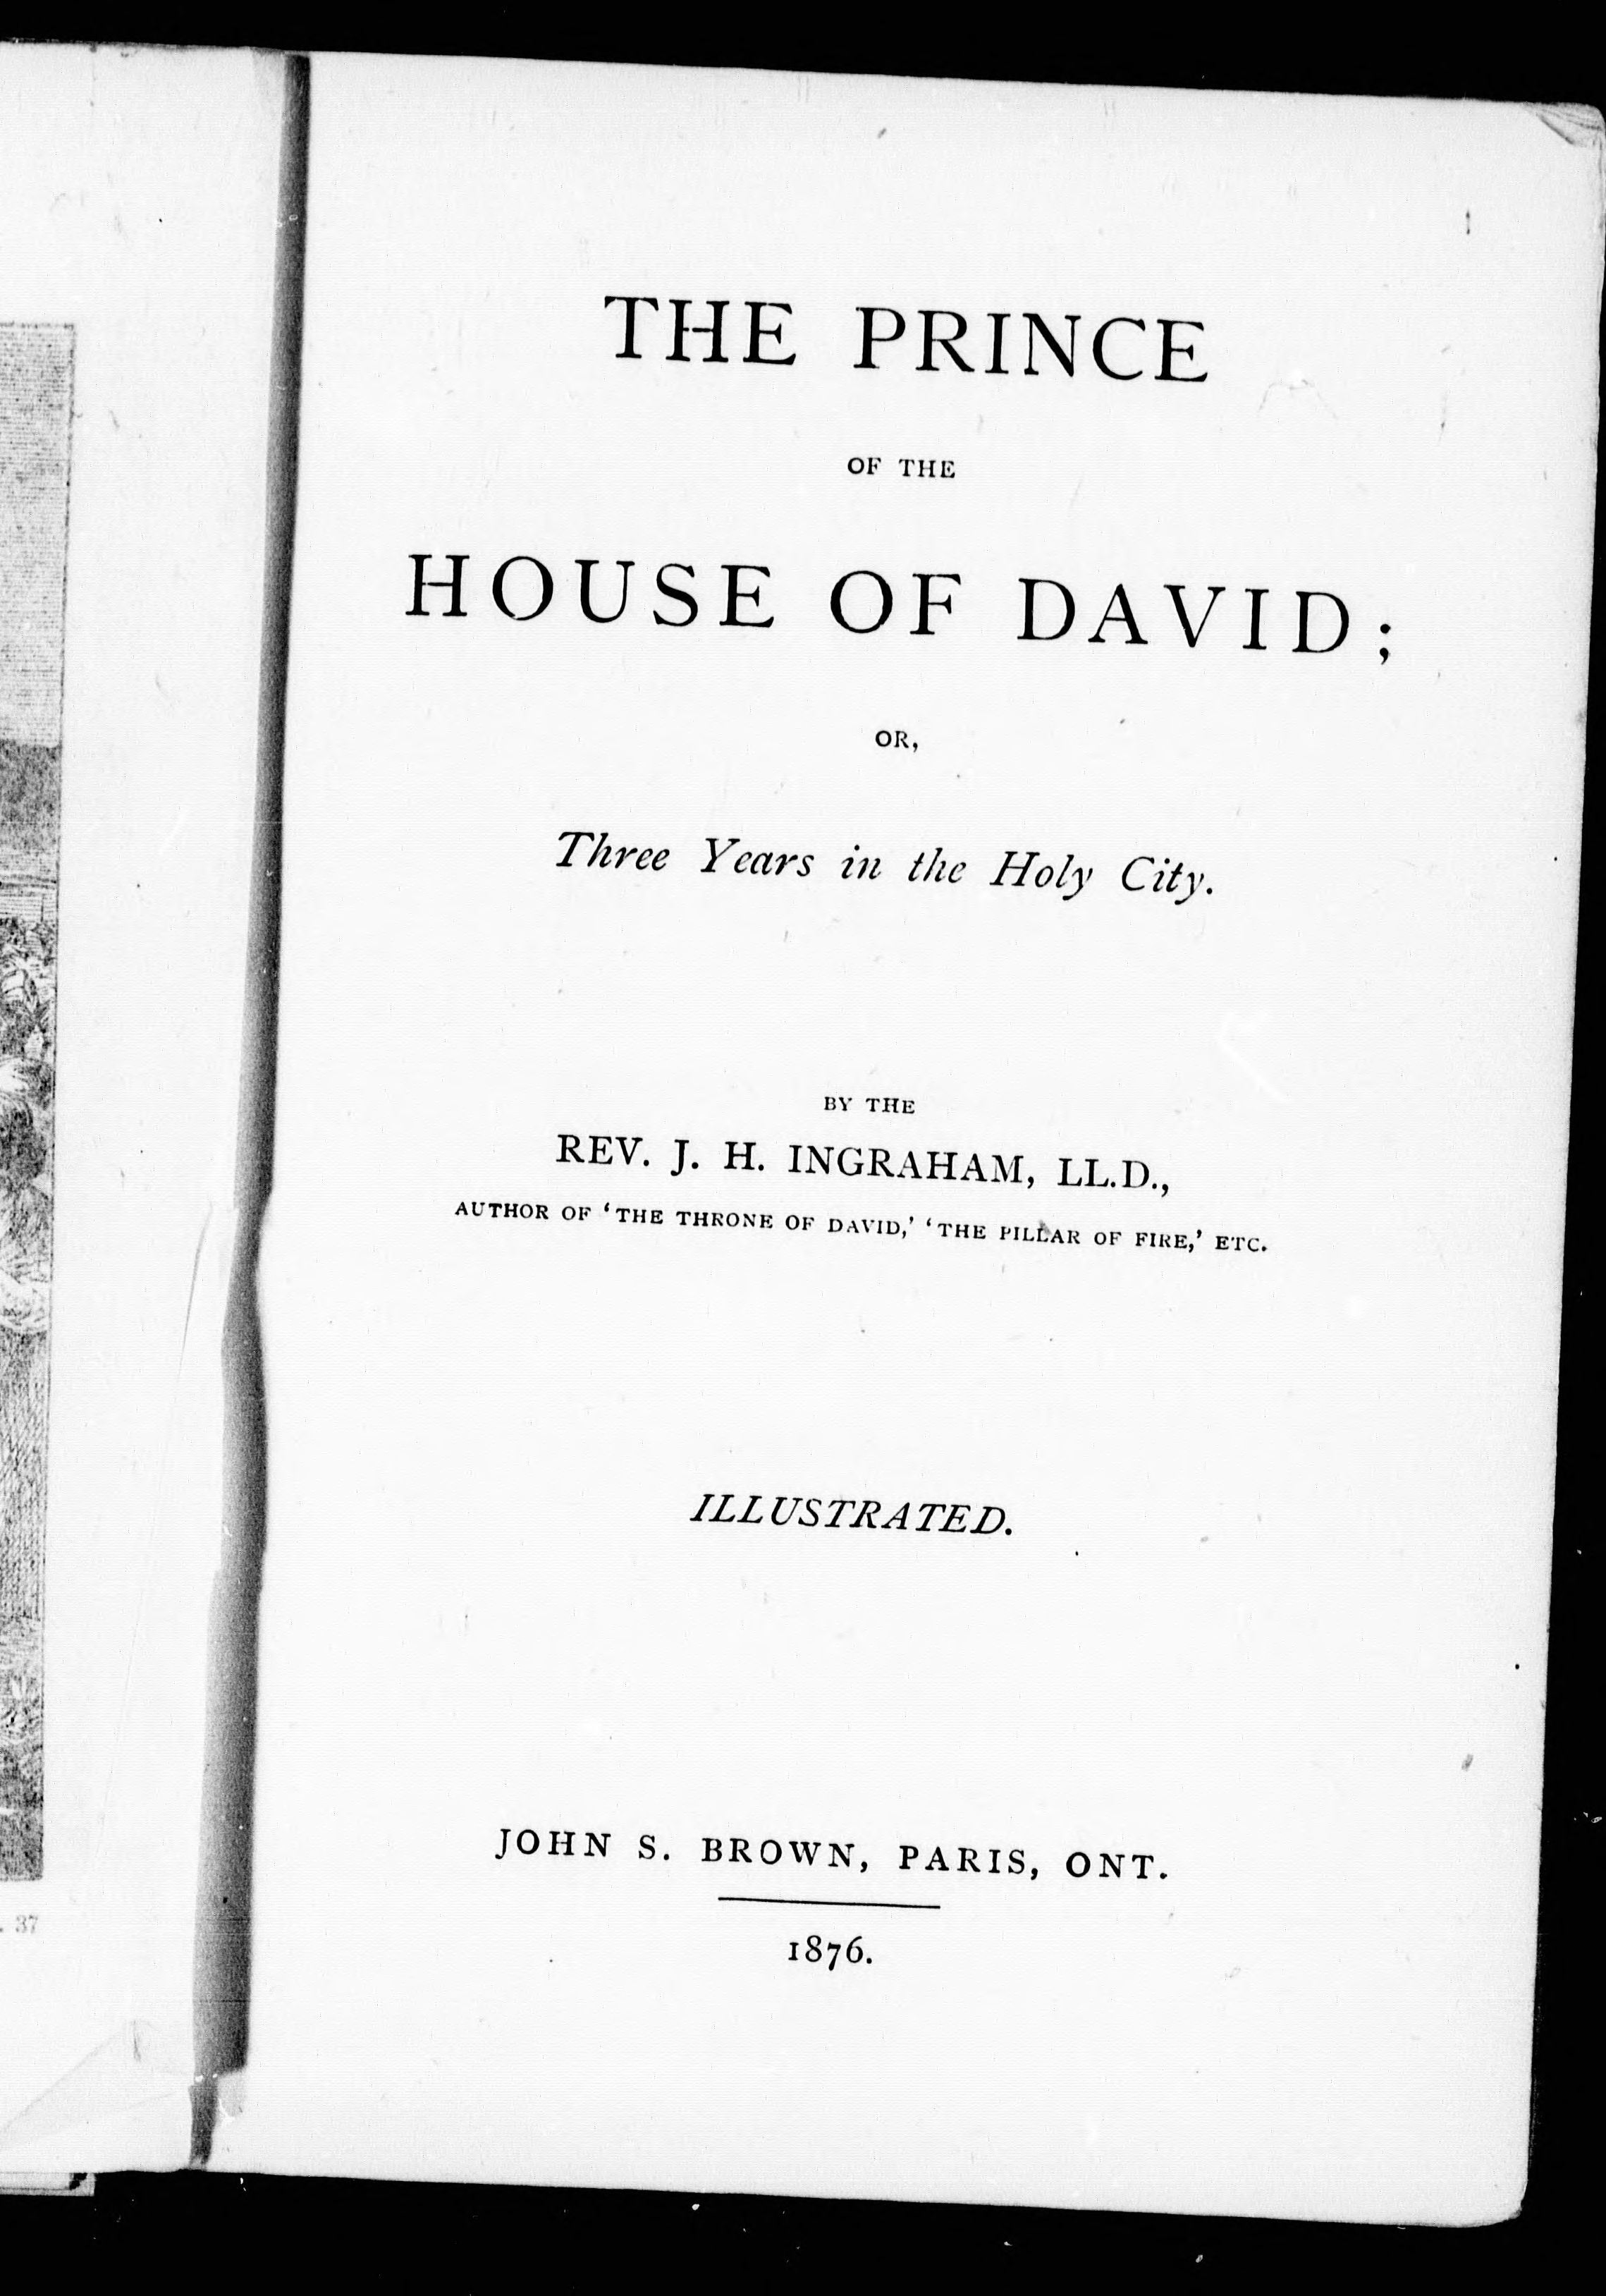 THE PRINCE
OF THE
HOUSE OF DAVID;
OR,
Three Years in the Holy City.
BY THE
REV. J. H. INGRAHAM, LL.D.,
AUTHOR OF ‘THE THRONE OF DAVID,’ ‘THE PILLAR OF FIRE,’ ETC.
ILLUSTRATED.
JOHN S. BROWN, PARIS, ONT.
1876.
. 37